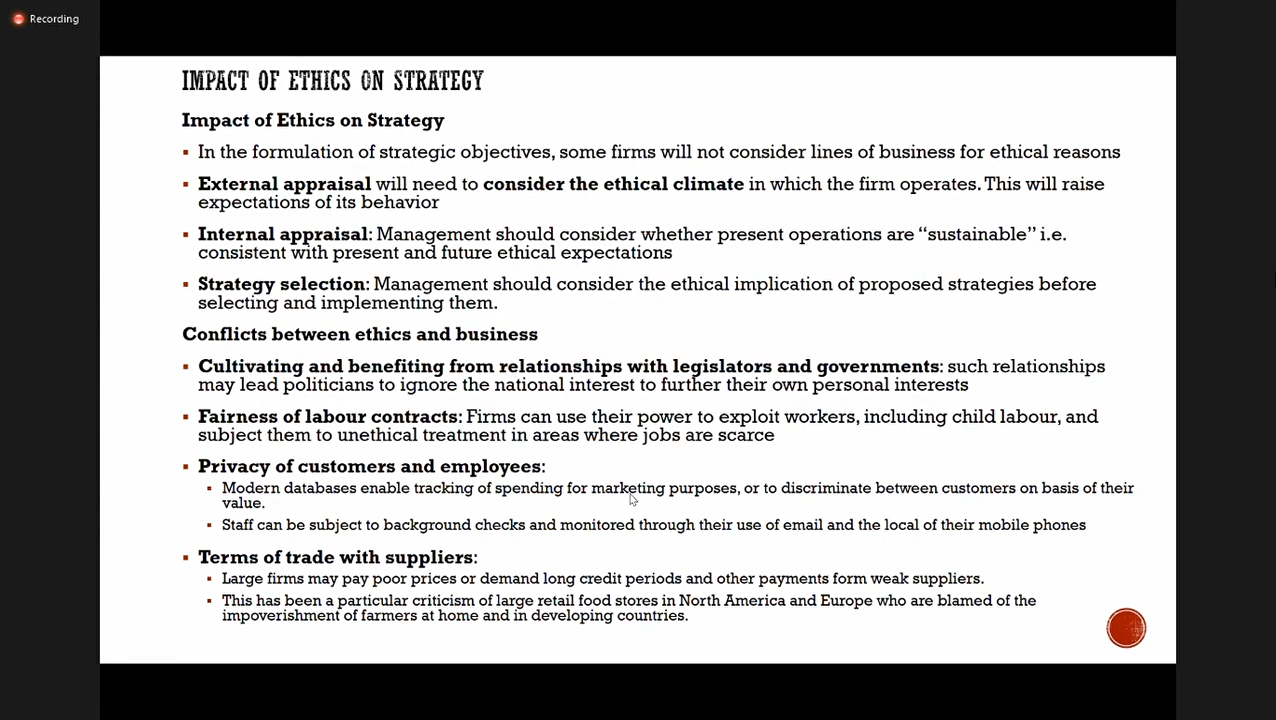 Recording
IMPACT OF ETHICS ON STRATEGY
Impact of Ethics on Strategy
In the formulation of strategic objectives, some firms will not consider lines of business for ethical reasons
External appraisal will need to consider the ethical climate in which the firm operates. This will raise
expectations of its behavior
Internal appraisal: Management should consider whether present operations are “sustainable” i.e.
consistent with present and future ethical expectations
Strategy selection: Management should consider the ethical implication of proposed strategies before
selecting and implementing them.
Conflicts between ethics and business
Cultivating and benefiting from relationships with legislators and governments: such relationships
may lead politicians to ignore the national interest to further their own personal interests
Fairness of labour contracts: Firms can use their power to exploit workers, including child labour, and
subject them to unethical treatment in areas where jobs are scarce
Privacy of customers and employees:
Modern databases enable tracking of spending for marketing purposes, or to discriminate between customers on basis of their
value.
Staff can be subject to background checks and monitored through their use of email and the local of their mobile phones
Terms of trade with suppliers:
Large firms may pay poor prices or demand long credit periods and other payments form weak suppliers.
This has been a particular criticism of large retail food stores in North America and Europe who are blamed of the
impoverishment of farmers at home and in developing countries.